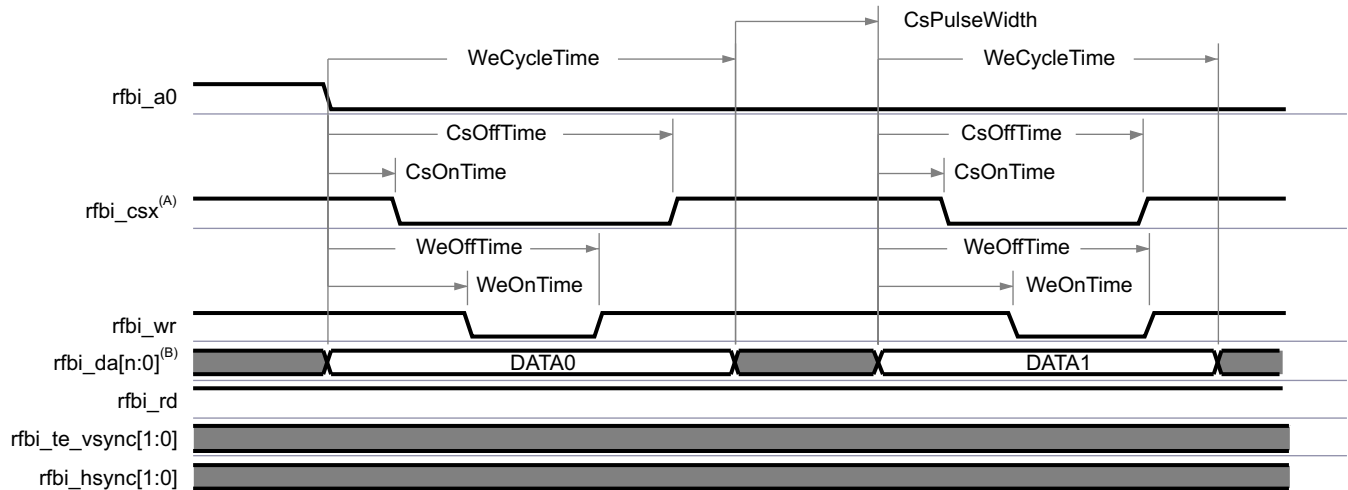 CsPulseWidth
WeCycleTime WeCycleTime
rfbi_a0
CsOffTime CsOffTime
CsOnTime CsOnTime
rfbi_csx(A)
WeOffTime WeOffTime
WeOnTime WeOnTime
rfbi_wr
rfbi_da[n:0](B) DATA0 DATA1
rfbi_rd
rfbi_te_vsync[1:0]
rfbi_hsync[1:0]